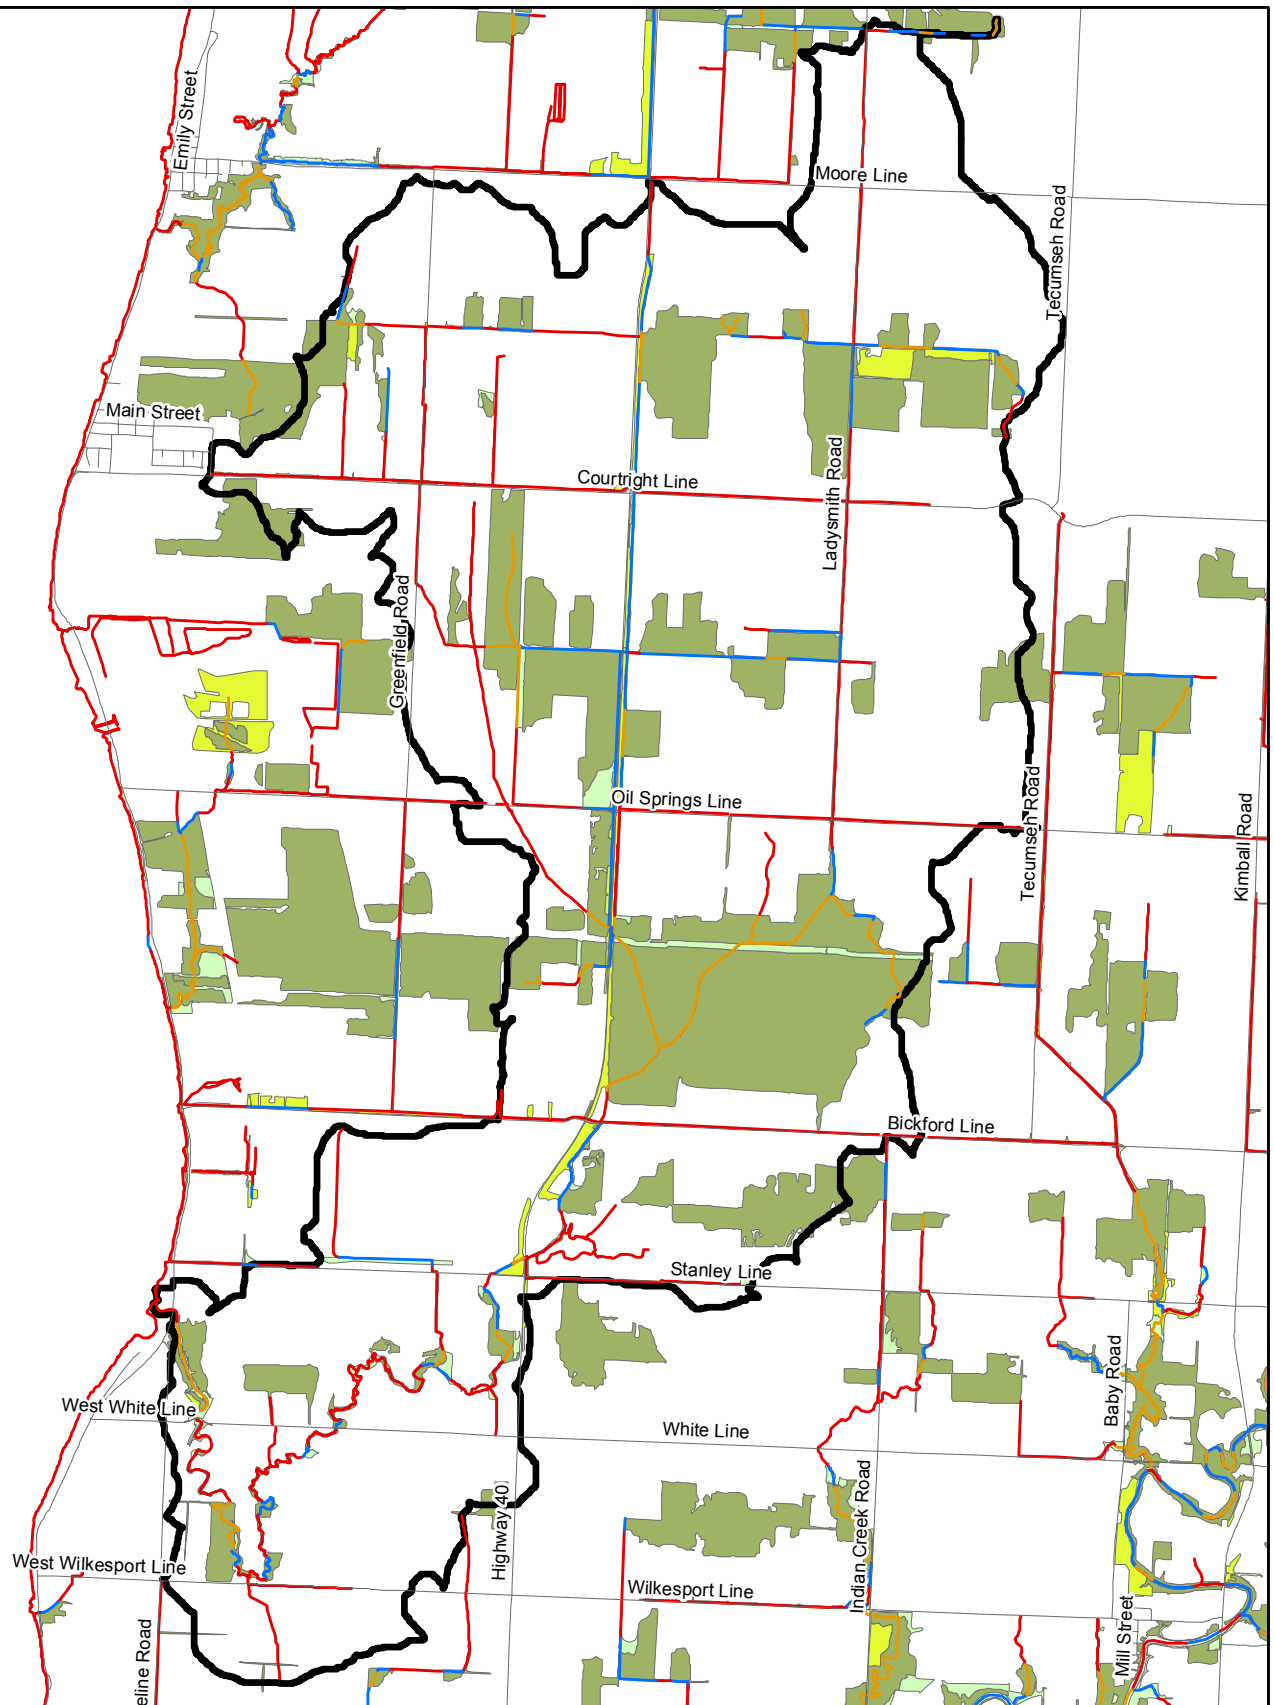 Emily Street
Moore Line
Tecumseh Road
Main Street
Courtright Line
Ladysmith Road
Greenfield Road
Oil Springs Line
Tecumseh Road
Kimball Road
Bickford Line
Stanley Line
West White Line
White Line
Baby Road
Highway 40
Indian Creek Road
West Wilkesport Line
Wilkesport Line
Mill Street
eline Road